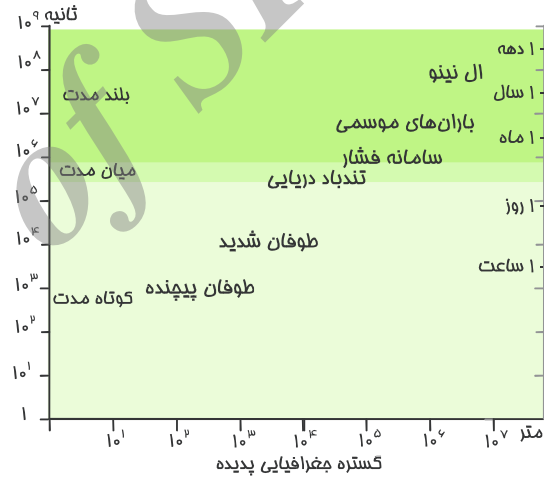 ثانیه
۱۰⁹
۱۰⁸
۱۰⁷
۱۰⁶
۱۰⁵
۱۰⁴
۱۰³
۱۰²
۱۰¹
۱
۱ دهه
ال نینو
۱ سال
بلند مدت
باران‌های موسمی
۱ ماه
سامانه فشار
میان مدت
تندباد دریایی
۱ روز
طوفان شدید
۱ ساعت
طوفان پیچنده
کوتاه مدت
۱۰¹
۱۰²
۱۰³
۱۰⁴
۱۰⁵
۱۰⁶
۱۰⁷
متر
گستره جغرافیایی پدیده
of